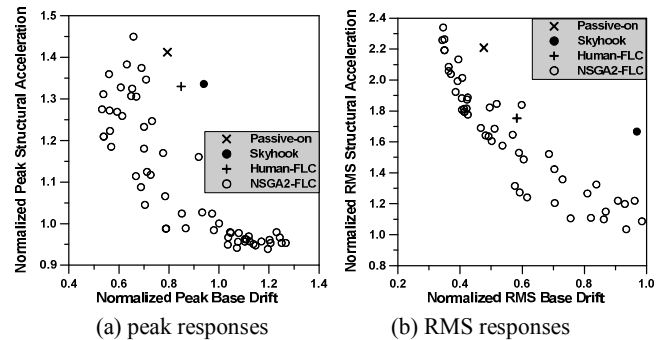 1.5
1.4
1.3
1.2
1.1
1.0
0.9
Normalized Peak Structural Acceleration
Passive-on
Skyhook
Human-FLC
NSGA2-FLC
0.4 0.6 0.8 1.0 1.2 1.4
Normalized Peak Base Drift
(a) peak responses
2.4
2.2
2.0
1.8
1.6
1.4
1.2
0.8
Normalized RMS Structural Acceleration
Passive-on
Skyhook
Human-FLC
NSGA2-FLC
0.2 0.4 0.6 0.8 1.0
Normalized RMS Base Drift
(b) RMS responses